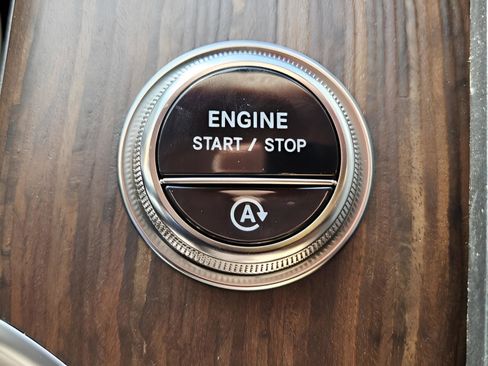 ENGINE
START / STOP
A